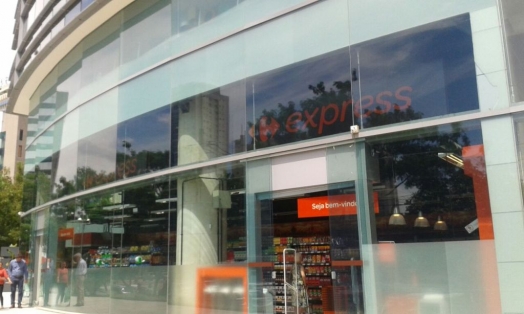 express
Seja bem-vindo